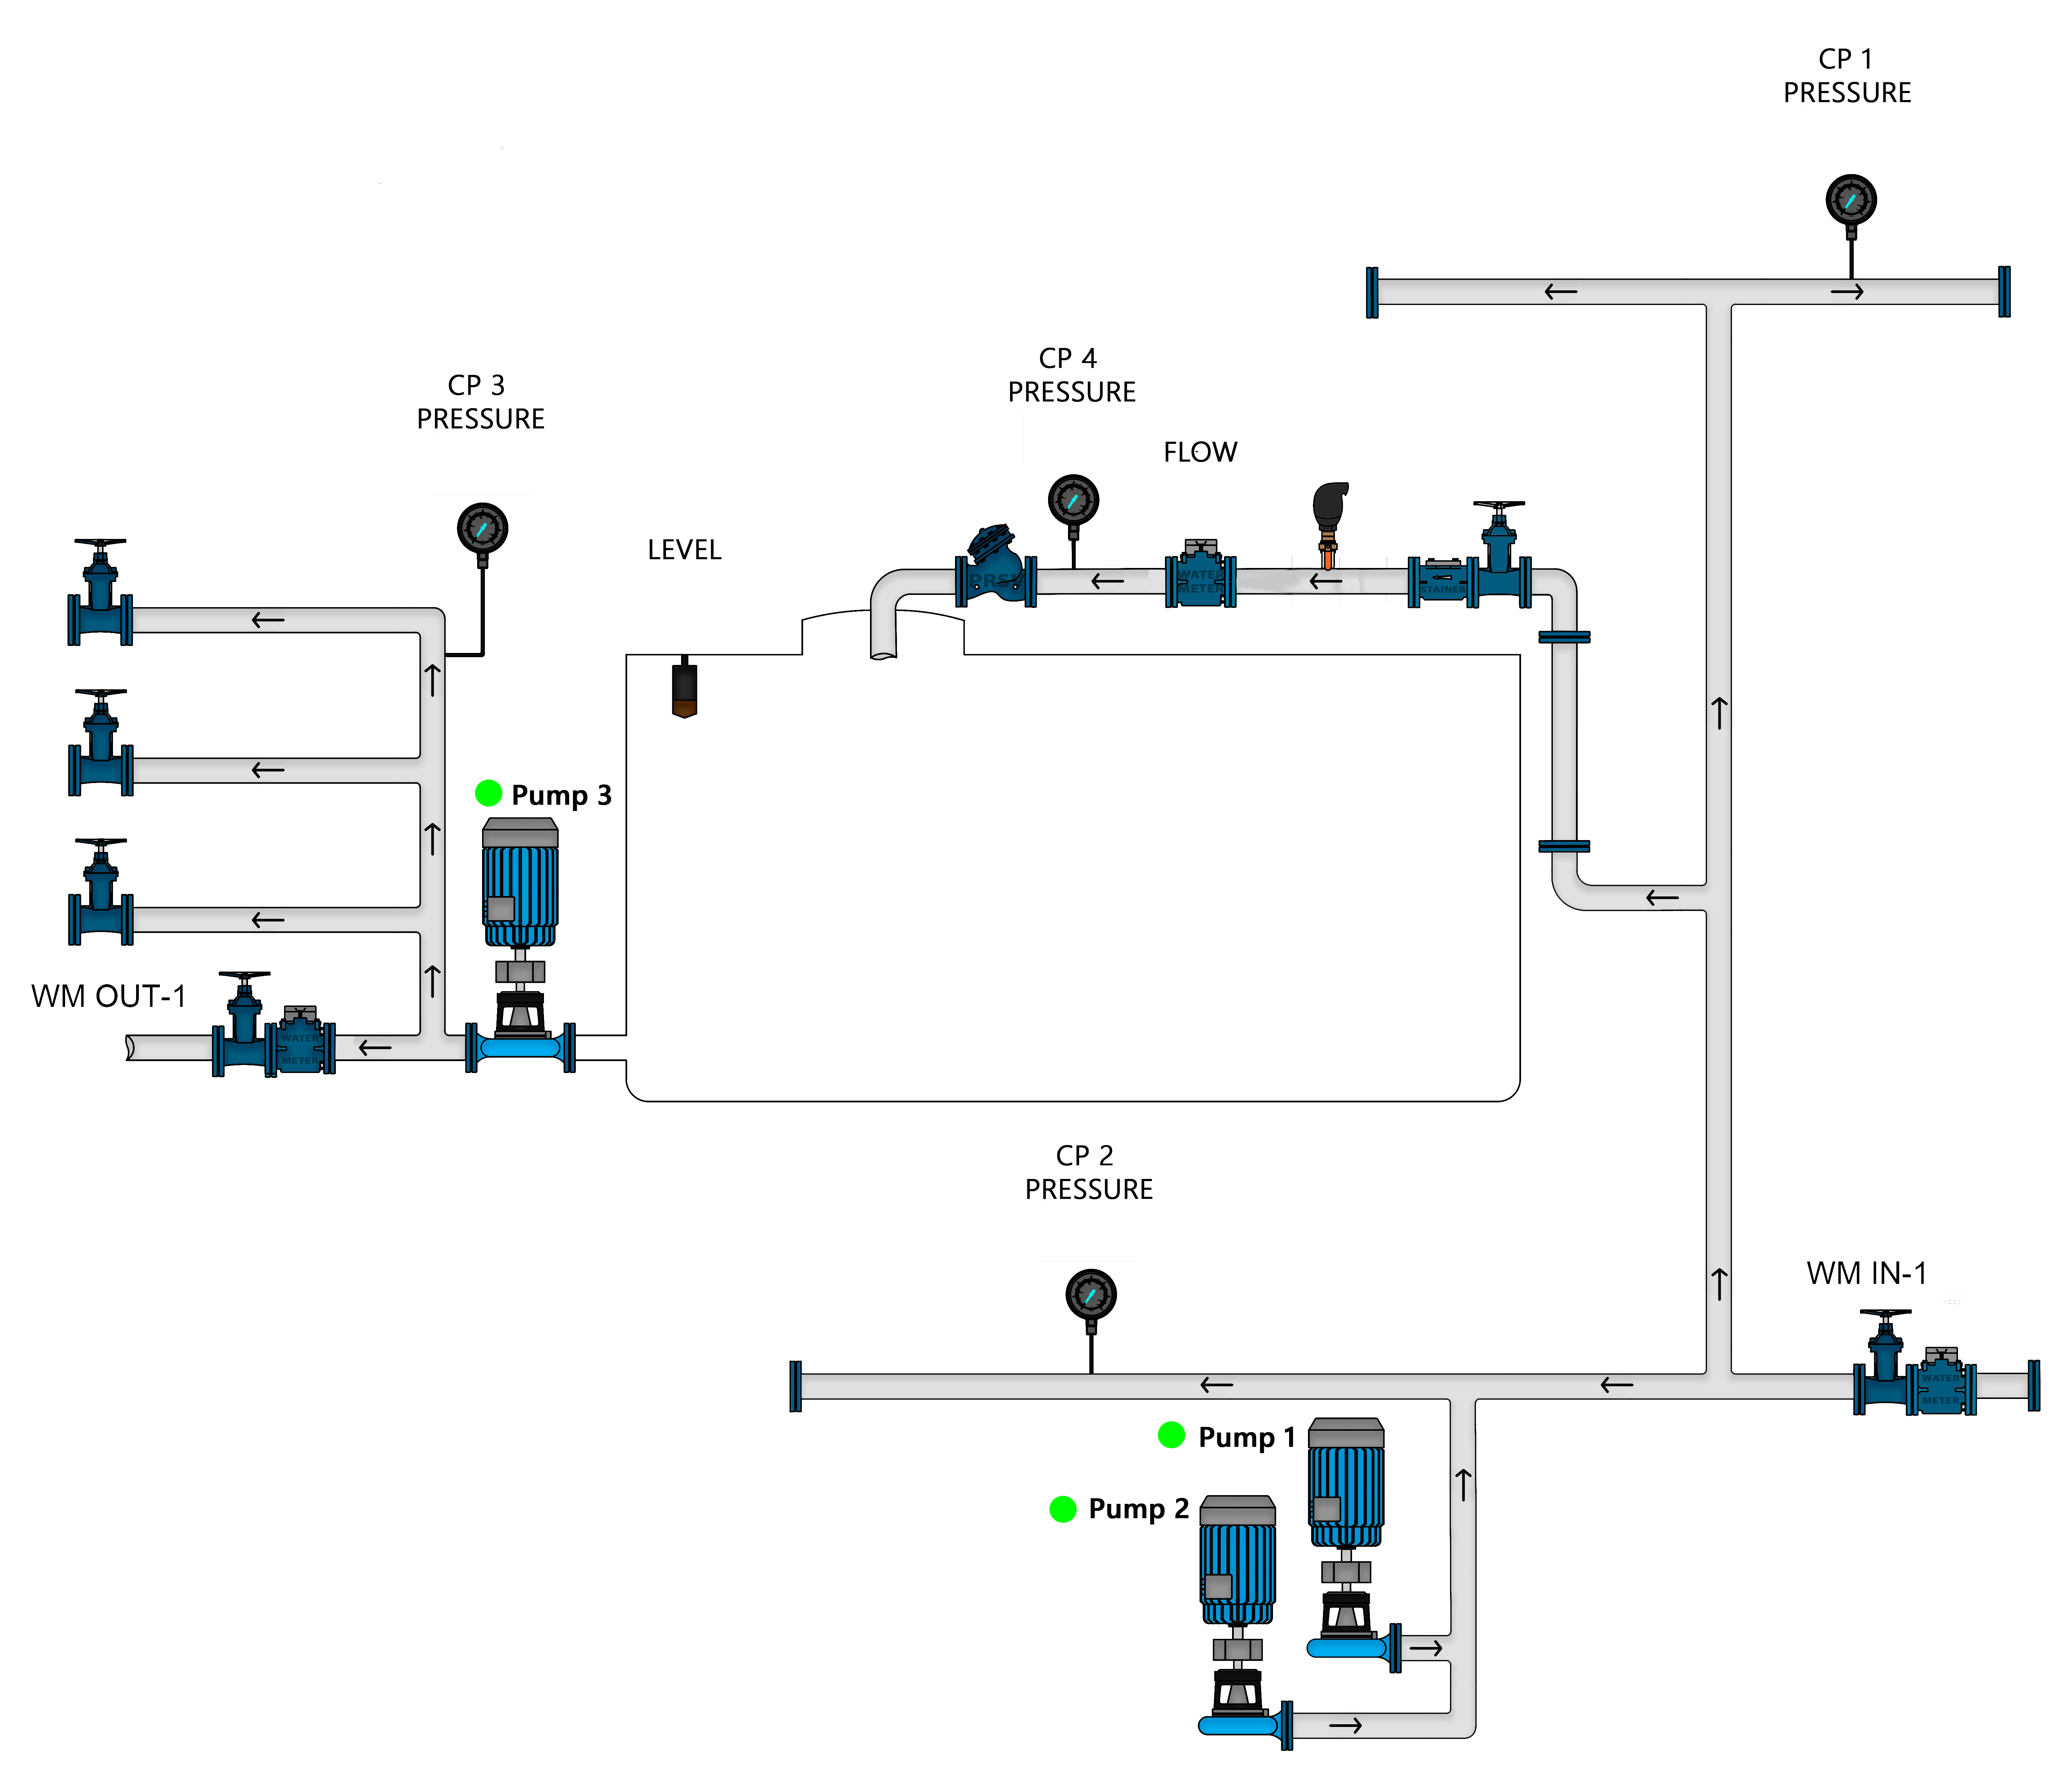 CP 1
PRESSURE
CP 4
PRESSURE
CP 3
PRESSURE
FLOW
LEVEL
PRSV
WATER
METER
STAINER
Pump 3
WM OUT-1
WATER
METER
CP 2
PRESSURE
WM IN-1
WATER
METER
Pump 1
Pump 2